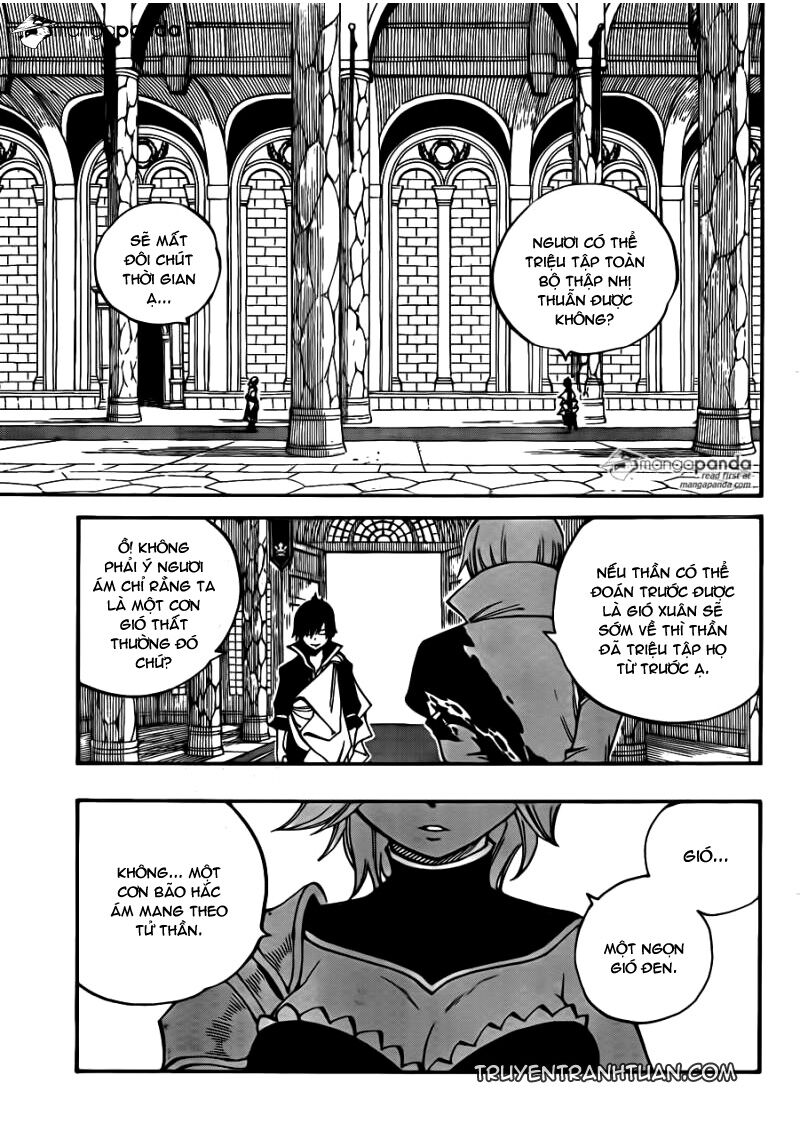 mangapanda
NGƯƠI CÓ THỂ
TRIỆU TẬP TOÀN
BỘ THẬP NHỊ
THUẪN ĐƯỢC
KHÔNG?
SẼ MẤT
ĐÔI CHÚT
THỜI GIAN
Ạ...
mangapanda
read first at
mangapanda.com
NẾU THẦN CÓ THỂ
ĐOÁN TRƯỚC ĐƯỢC
LÀ GIÓ XUÂN SẼ
SỚM VỀ THÌ THẦN
ĐÃ TRIỆU TẬP HỌ
TỪ TRƯỚC Ạ.
Ồ! KHÔNG
PHẢI Ý NGƯƠI
ÁM CHỈ RẰNG TA
LÀ MỘT CƠN
GIÓ THẤT
THƯỜNG ĐÓ
CHỨ?
GIÓ...
MỘT NGỌN
GIÓ ĐEN.
KHÔNG... MỘT
CƠN BÃO HẮC
ÁM MANG THEO
TỬ THẦN.
TRUYENTRANHTUAN.COM